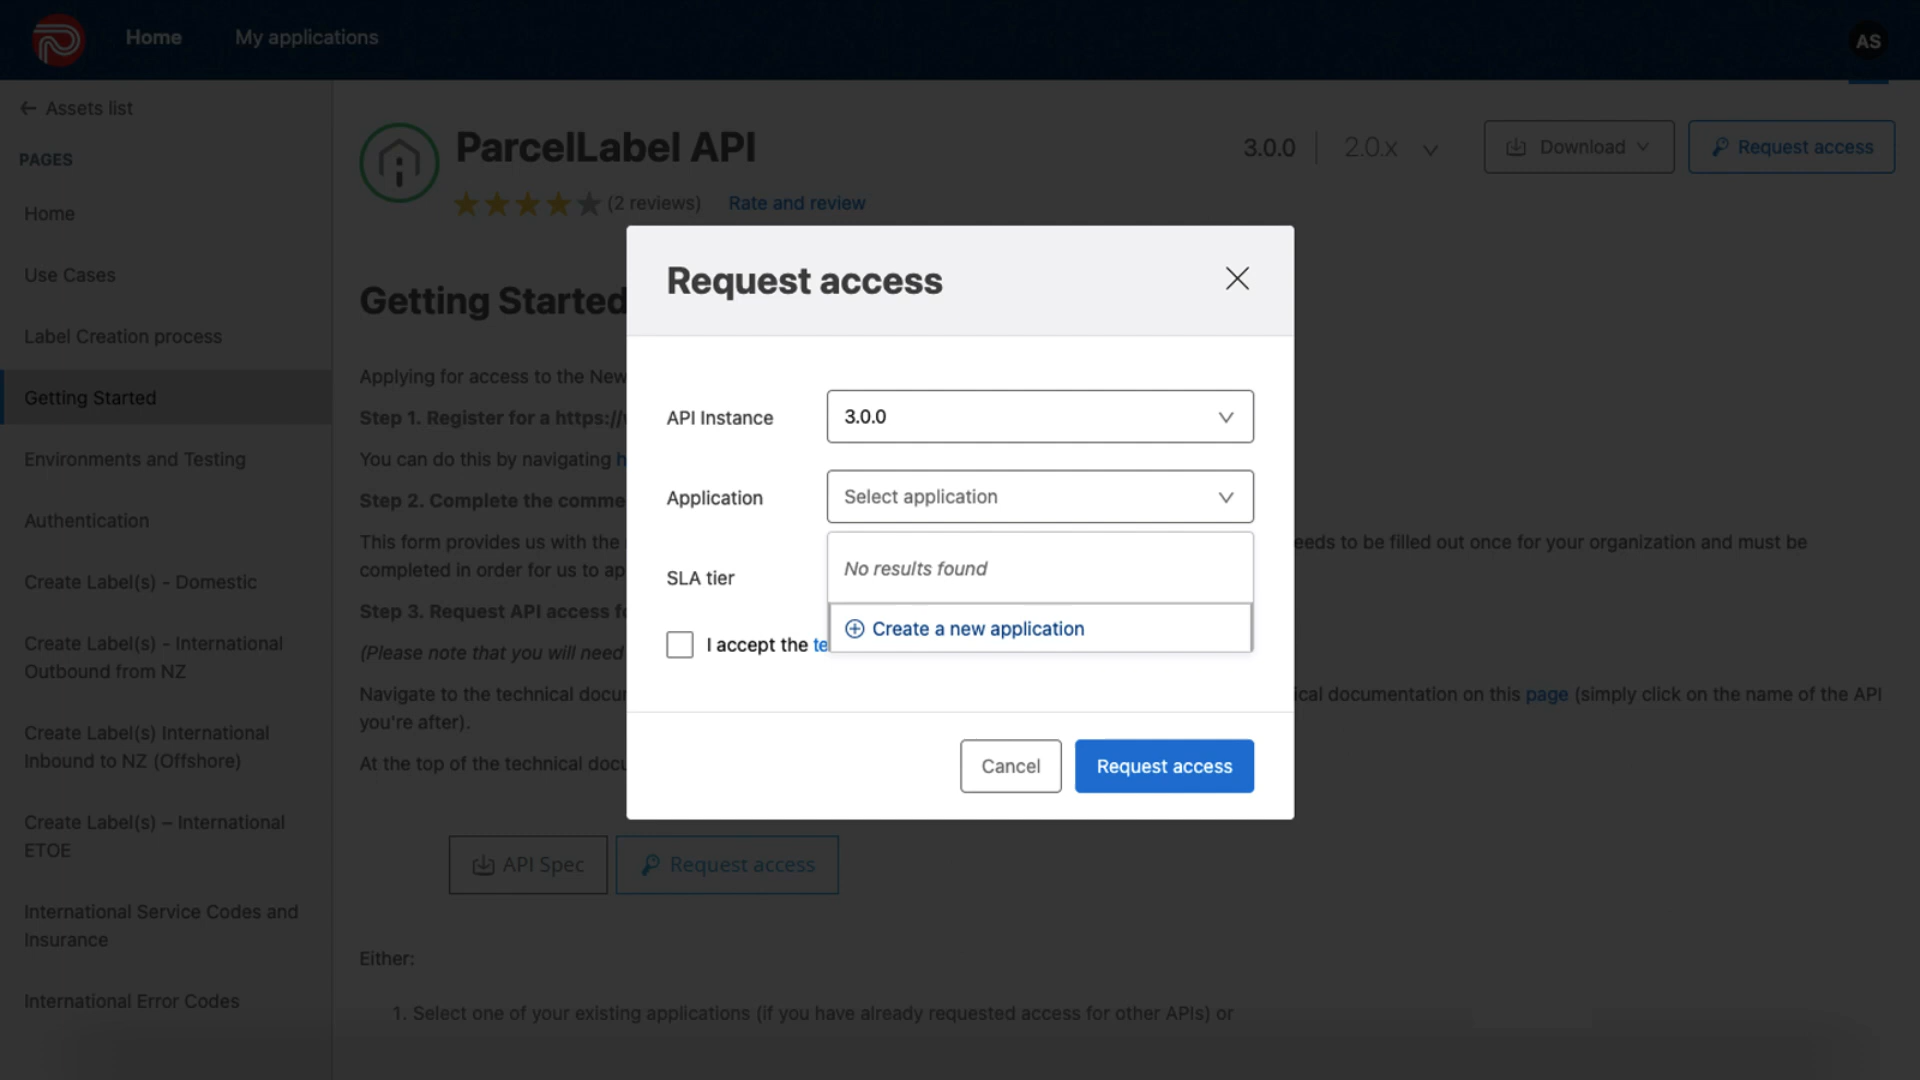 Home
My applications
AS
Assets list
PAGES
Home
Use Cases
Label Creation process
Getting Started
Environments and Testing
Authentication
Create Label(s) - Domestic
Create Label(s) - International
Outbound from NZ
Create Label(s) International
Inbound to NZ (Offshore)
Create Label(s) – International
ETOE
International Service Codes and
Insurance
International Error Codes
ParcelLabel API
3.0.0
2.0.x
Download
Request access
(2 reviews)
Rate and review
Getting Started
Applying for access to the New
Step 1. Register for a https://
You can do this by navigating
Step 2. Complete the comme
This form provides us with the
eeds to be filled out once for your organization and must be
completed in order for us to ap
Step 3. Request API access fo
(Please note that you will need
Navigate to the technical docu
ical documentation on this page (simply click on the name of the API
you're after).
At the top of the technical docu
API Spec
Request access
Either:
1. Select one of your existing applications (if you have already requested access for other APIs) or
Request access
API Instance
3.0.0
Application
Select application
No results found
Create a new application
SLA tier
I accept the te
Cancel
Request access